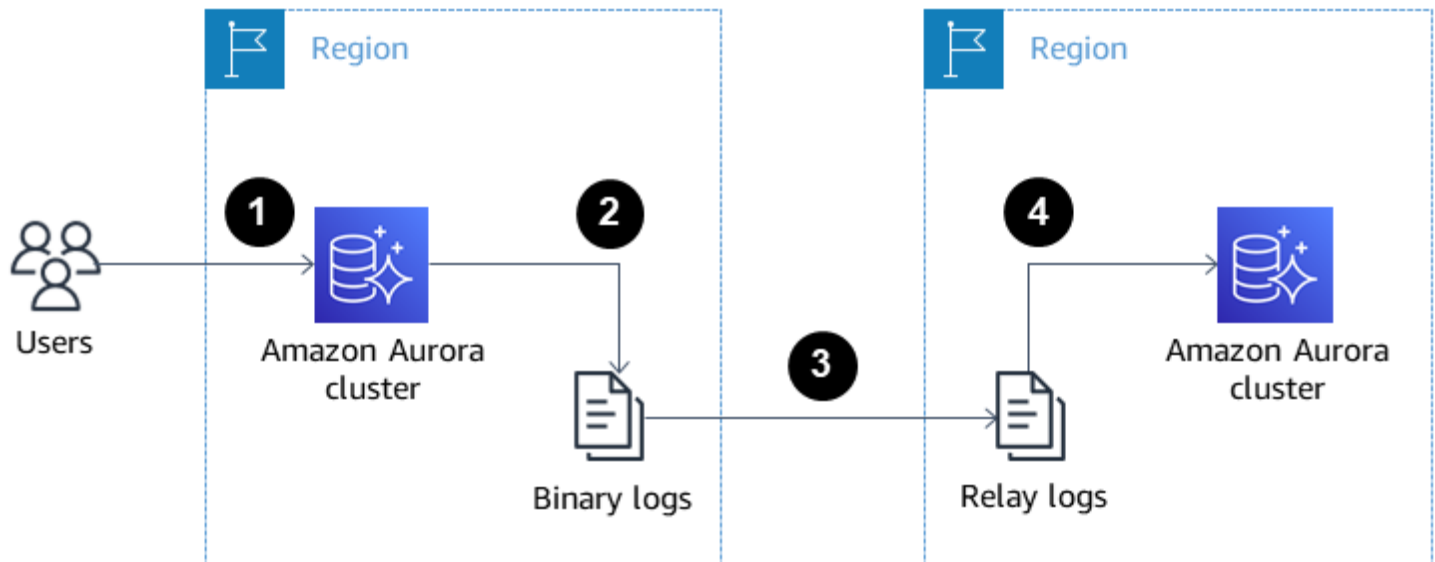 Region
Region
1
2
4
Users
Amazon Aurora
cluster
Amazon Aurora
cluster
3
Binary logs
Relay logs